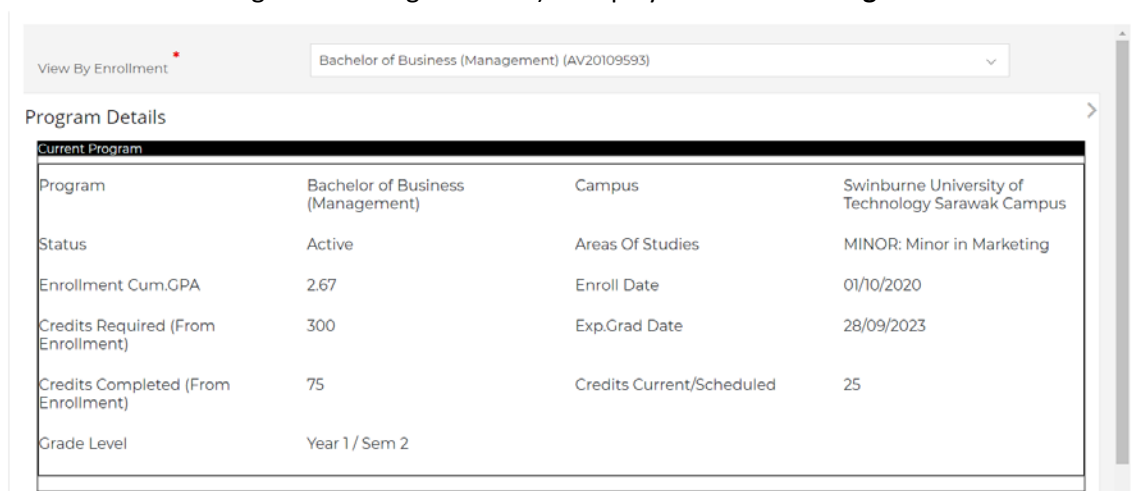 View By Enrollment *
Bachelor of Business (Management) (AV20109593)
Program Details
Current Program
Program
Bachelor of Business
(Management)
Campus
Swinburne University of
Technology Sarawak Campus
Status
Active
Areas Of Studies
MINOR: Minor in Marketing
Enrollment Cum.GPA
2.67
Enroll Date
01/10/2020
Credits Required (From
Enrollment)
300
Exp.Grad Date
28/09/2023
Credits Completed (From
Enrollment)
75
Credits Current/Scheduled
25
Grade Level
Year 1 / Sem 2